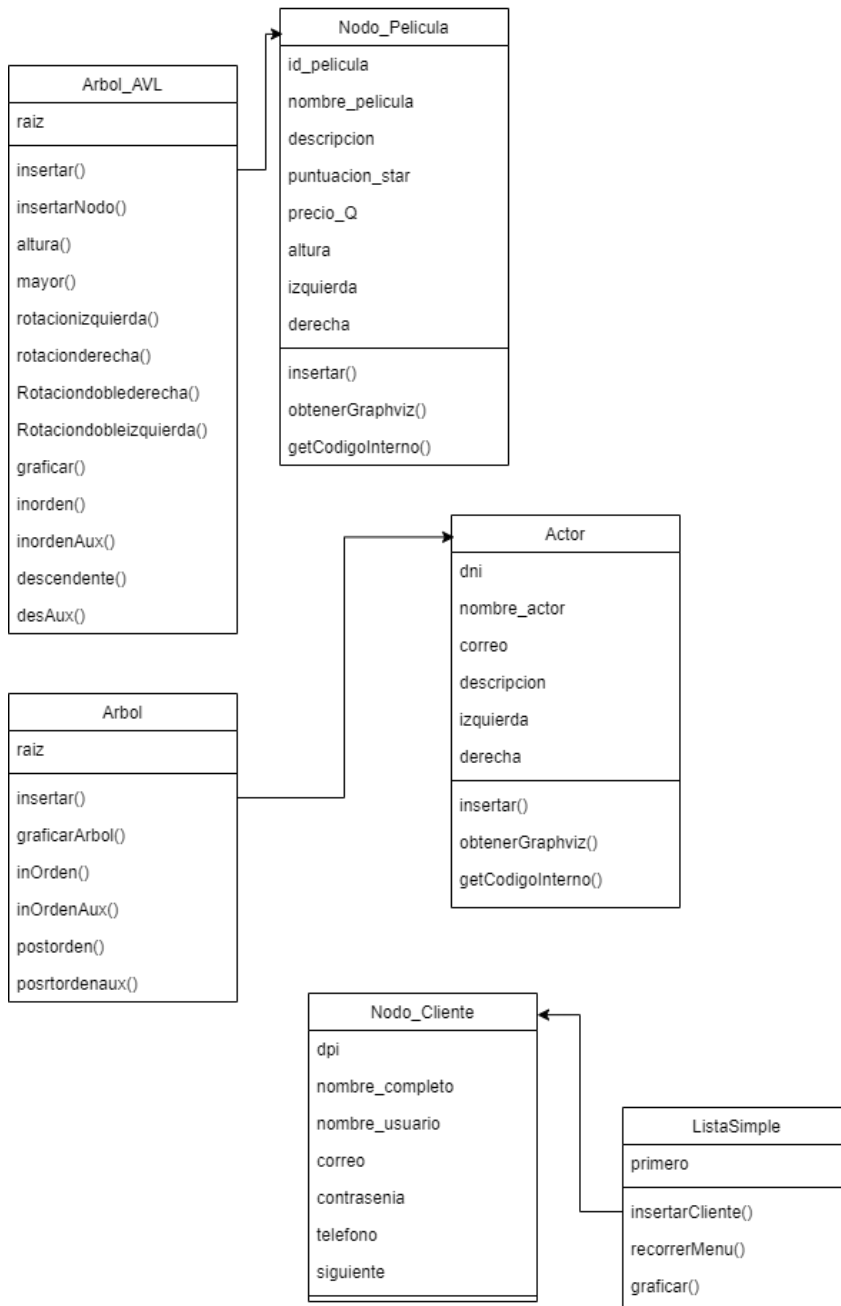 Nodo_Pelicula
id_pelicula
nombre_pelicula
descripcion
puntuacion_star
precio_Q
altura
izquierda
derecha
insertar()
obtenerGraphviz()
getCodigoInterno()
Arbol_AVL
raiz
insertar()
insertarNodo()
altura()
mayor()
rotacionizquierda()
rotacionderecha()
Rotaciondoblederecha()
Rotaciondobleizquierda()
graficar()
inorden()
inordenAux()
descendente()
desAux()
Actor
dni
nombre_actor
correo
descripcion
izquierda
derecha
insertar()
obtenerGraphviz()
getCodigoInterno()
Arbol
raiz
insertar()
graficarArbol()
inOrden()
inOrdenAux()
postorden()
posrtordenaux()
Nodo_Cliente
dpi
nombre_completo
nombre_usuario
correo
contrasenia
telefono
siguiente
ListaSimple
primero
insertarCliente()
recorrerMenu()
graficar()